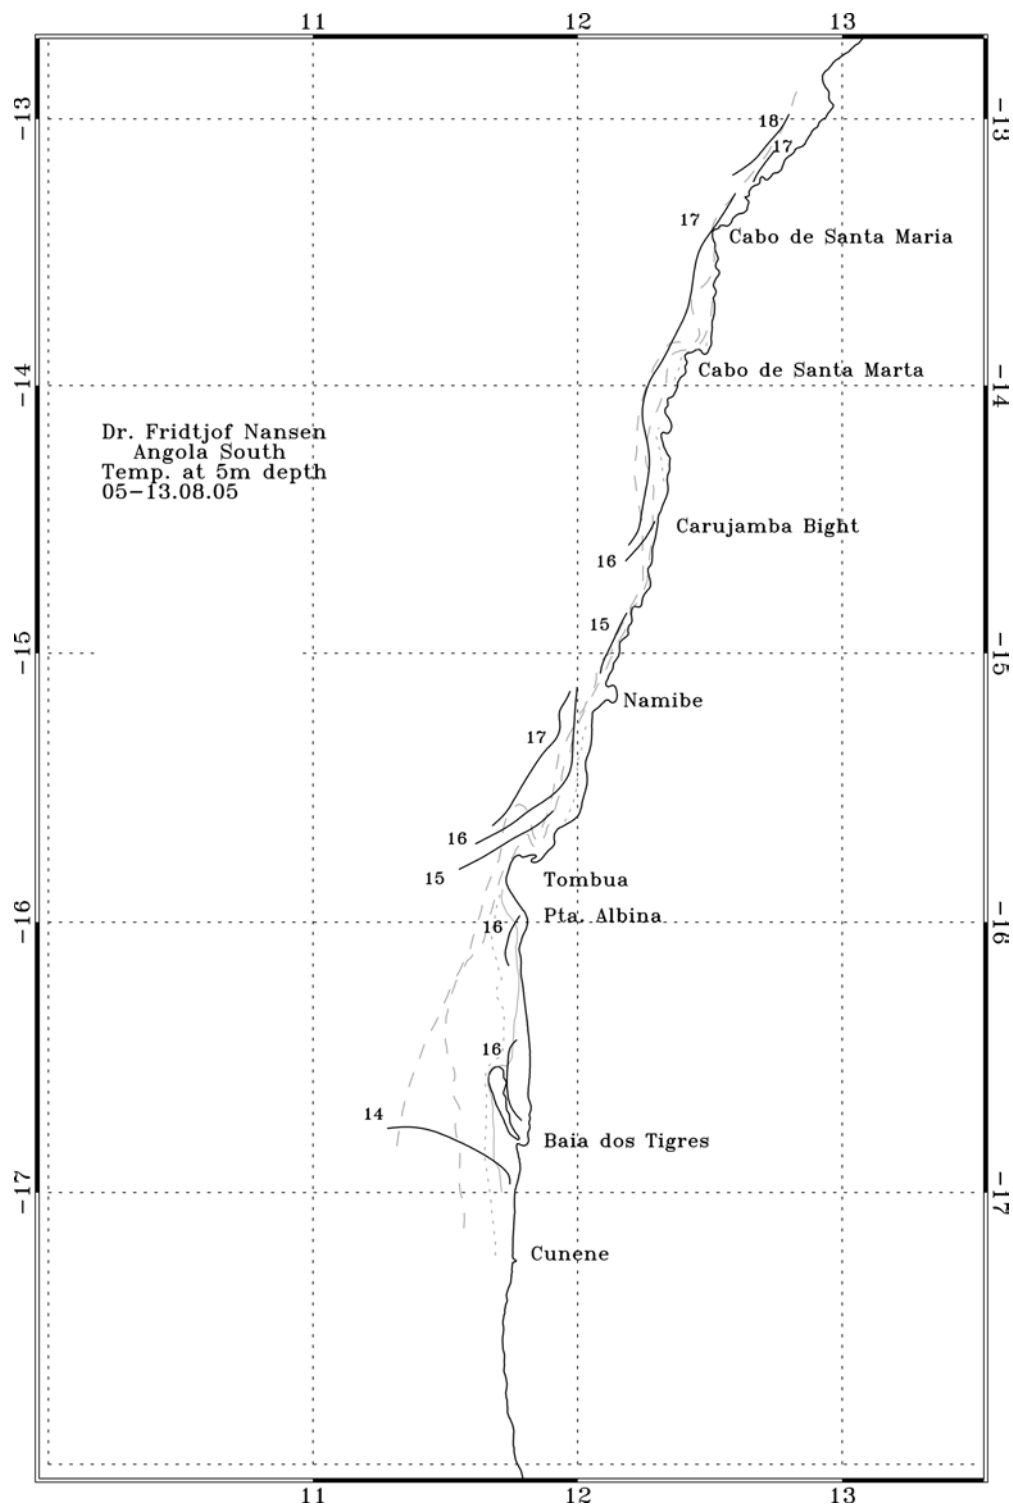 11 12 13
-13 18 -13
17
17
Cabo de Santa Maria
Cabo de Santa Marta
-14 -14
Dr. Fridtjof Nansen
Angola South
Temp. at 5m depth
05-13.08.05
Carujamba Bight
16
15
-15 -15
Namibe
17
16
15
Tombua
Pta. Albina
-16 16 -16
16
14
Baia dos Tigres
-17 -17
Cunene
11 12 13